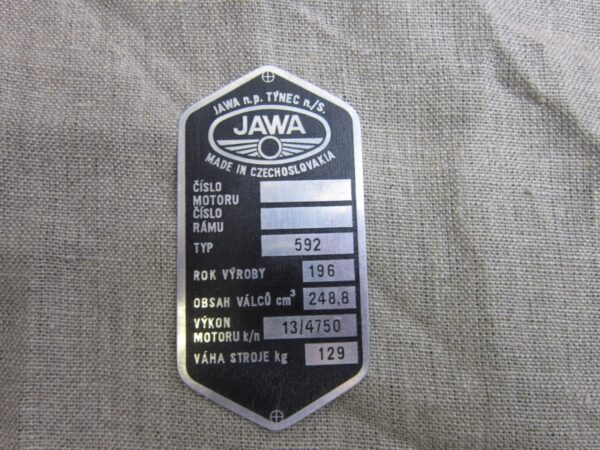 JAWA n.p. TÝNEC n./S.
JAWA
MADE IN CZECHOSLOVAKIA
ČÍSLO
MOTORU
ČÍSLO
RÁMU
TYP 592
ROK VÝROBY 196
OBSAH VÁLCŮ cm³ 248,8
VÝKON
MOTORU k/n 13/4750
VÁHA STROJE kg 129